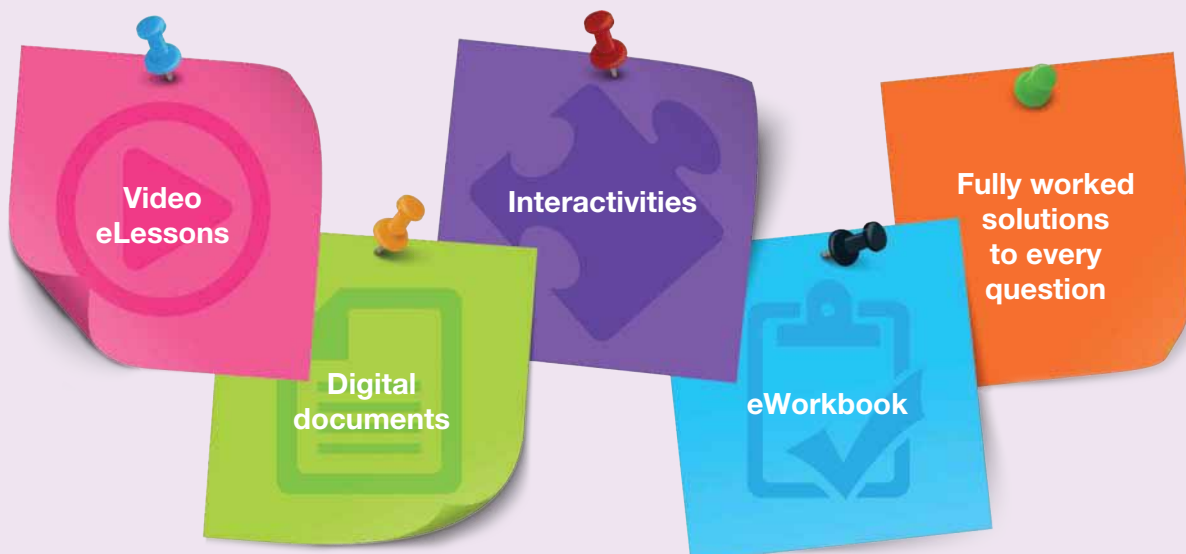 Video
eLessons
Digital
documents
Interactivities
eWorkbook
Fully worked
solutions
to every
question